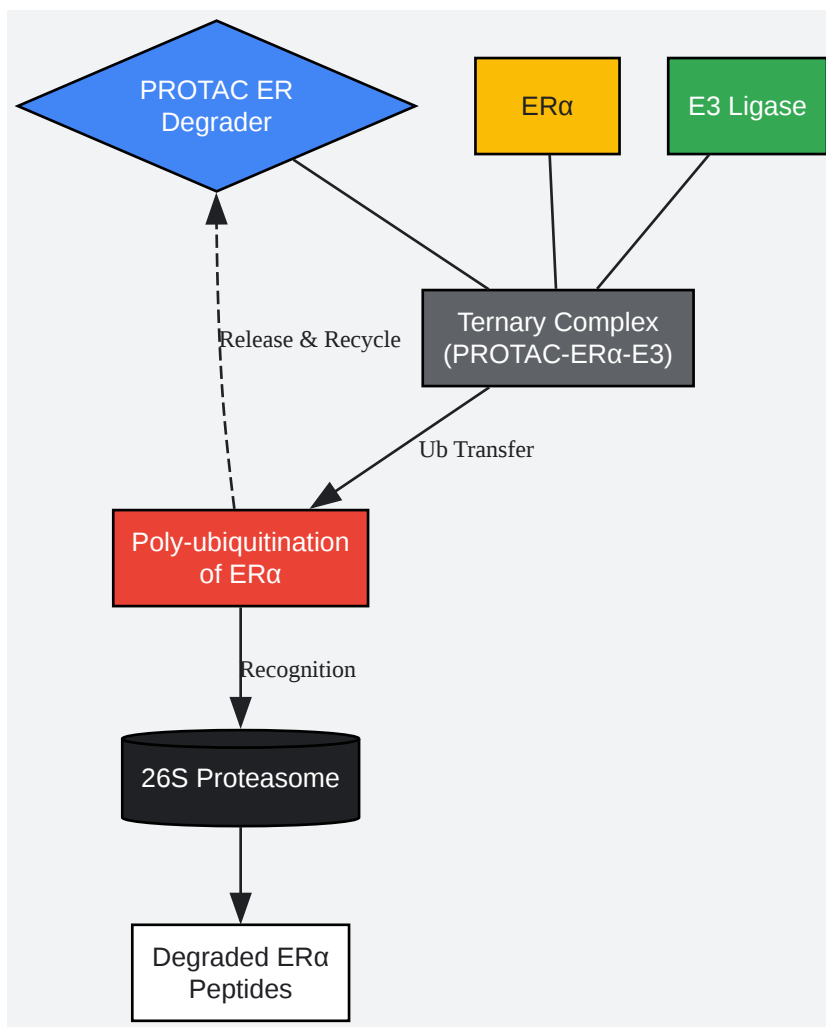 PROTAC ER
Degrader
ERα
E3 Ligase
Ternary Complex
(PROTAC-ERα-E3)
Release & Recycle
Ub Transfer
Poly-ubiquitination
of ERα
Recognition
26S Proteasome
Degraded ERα
Peptides